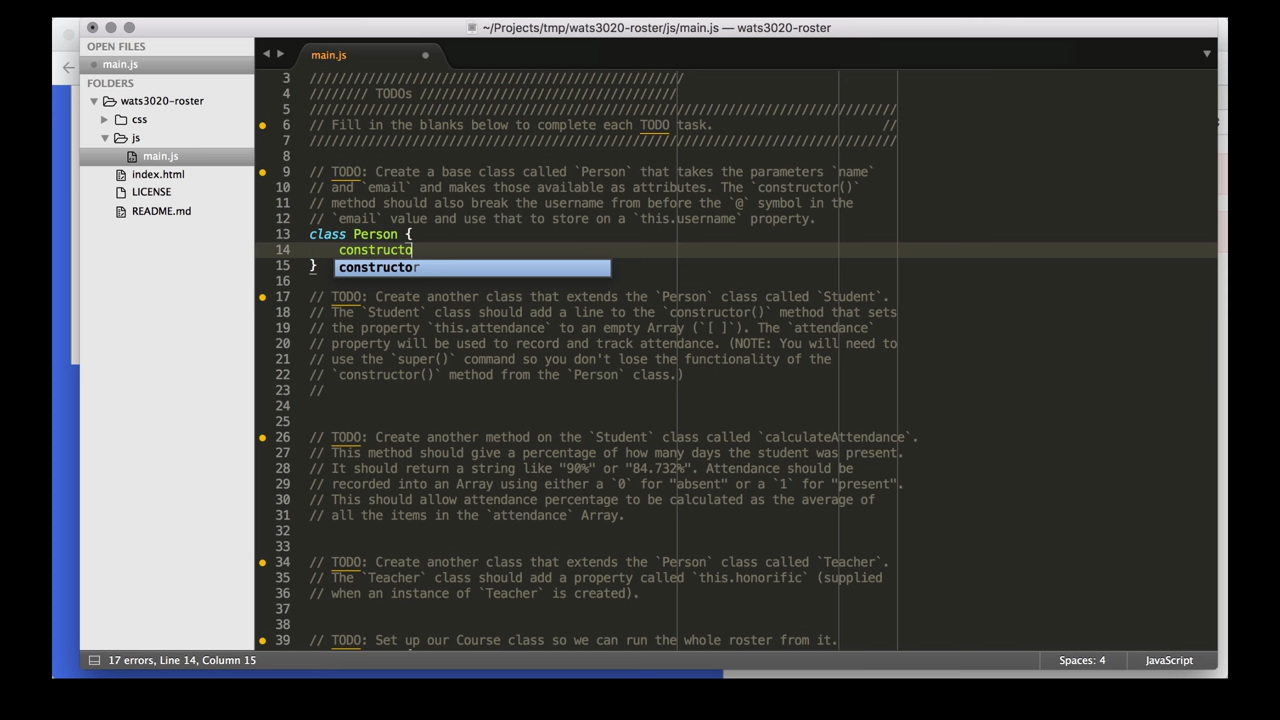 ~/Projects/tmp/wats3020-roster/js/main.js — wats3020-roster
OPEN FILES
main.js
FOLDERS
wats3020-roster
css
js
main.js
index.html
LICENSE
README.md
main.js
3 ///////////////////////////////////////////////////
4 //////// TODOs ///////////////////////////////////
5 ////////////////////////////////////////////////////////////////////////////////
6 // Fill in the blanks below to complete each TODO task. //
7 ////////////////////////////////////////////////////////////////////////////////
8
9 // TODO: Create a base class called `Person` that takes the parameters `name`
10 // and `email` and makes those available as attributes. The `constructor()`
11 // method should also break the username from before the `@` symbol in the
12 // `email` value and use that to store on a `this.username` property.
13 class Person {
14 constructo
constructor
15 }
16
17 // TODO: Create another class that extends the `Person` class called `Student`.
18 // The `Student` class should add a line to the `constructor()` method that sets
19 // the property `this.attendance` to an empty Array (`[ ]`). The `attendance`
20 // property will be used to record and track attendance. (NOTE: You will need to
21 // use the `super()` command so you don't lose the functionality of the
22 // `constructor()` method from the `Person` class.)
23 //
24
25
26 // TODO: Create another method on the `Student` class called `calculateAttendance`.
27 // This method should give a percentage of how many days the student was present.
28 // It should return a string like "90%" or "84.732%". Attendance should be
29 // recorded into an Array using either a `0` for "absent" or a `1` for "present".
30 // This should allow attendance percentage to be calculated as the average of
31 // all the items in the `attendance` Array.
32
33
34 // TODO: Create another class that extends the `Person` class called `Teacher`.
35 // The `Teacher` class should add a property called `this.honorific` (supplied
36 // when an instance of `Teacher` is created).
37
38
39 // TODO: Set up our Course class so we can run the whole roster from it.
17 errors, Line 14, Column 15
Spaces: 4
JavaScript